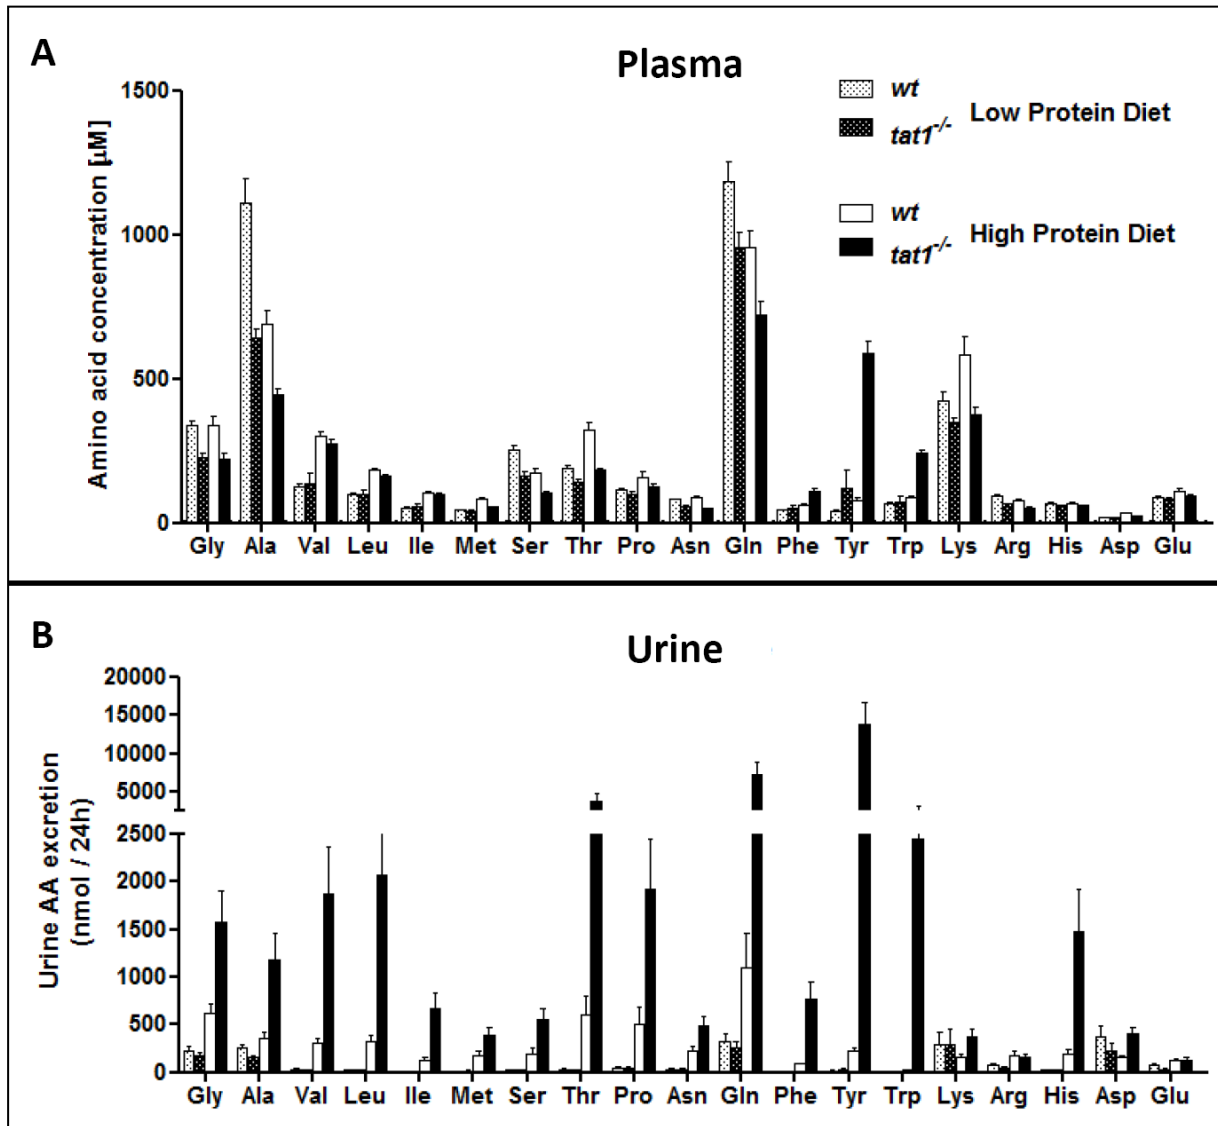 A
Plasma
Amino acid concentration [µM]
1500
1000
500
0
wt
tat1-/-
Low Protein Diet
wt
tat1-/-
High Protein Diet
Gly Ala Val Leu Ile Met Ser Thr Pro Asn Gln Phe Tyr Trp Lys Arg His Asp Glu
B
Urine
Urine AA excretion
(nmol / 24h)
20000
15000
10000
5000
2500
2000
1500
1000
500
0
Gly Ala Val Leu Ile Met Ser Thr Pro Asn Gln Phe Tyr Trp Lys Arg His Asp Glu